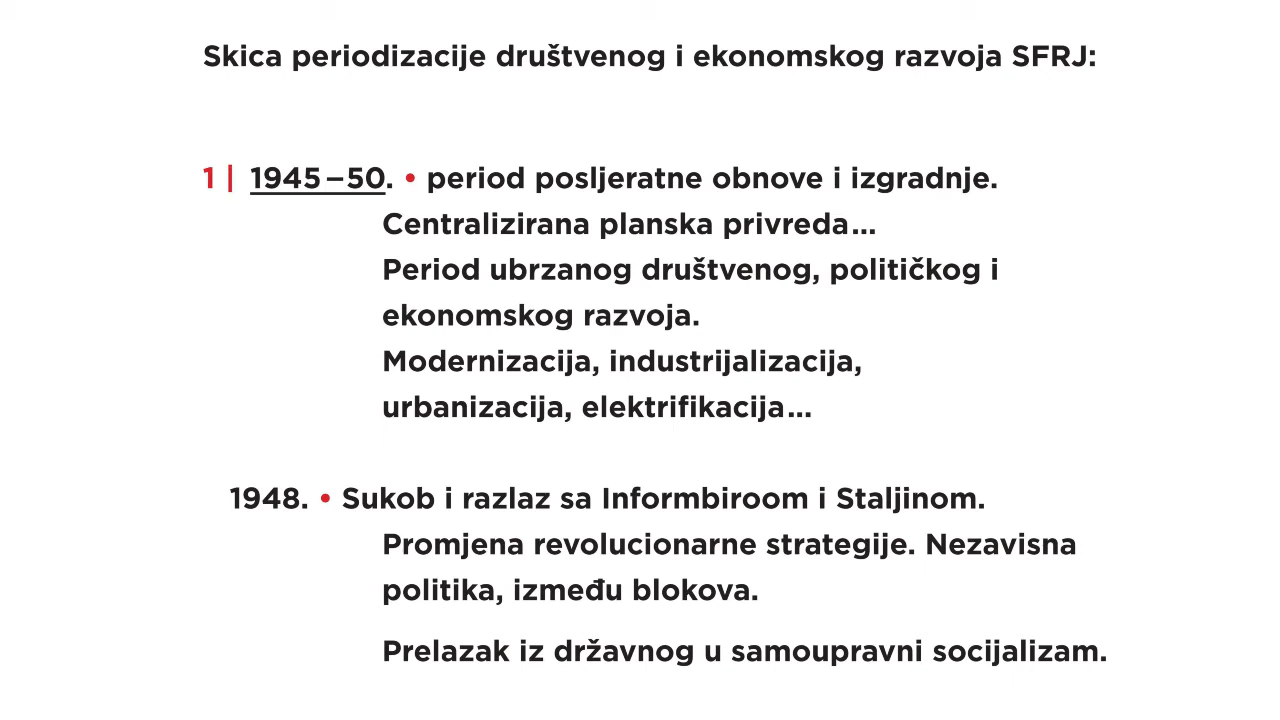 Skica periodizacije društvenog i ekonomskog razvoja SFRJ:
1 | 1945–50. • period posljeratne obnove i izgradnje.
Centralizirana planska privreda...
Period ubrzanog društvenog, političkog i
ekonomskog razvoja.
Modernizacija, industrijalizacija,
urbanizacija, elektrifikacija...
1948. • Sukob i razlaz sa Informbiroom i Staljinom.
Promjena revolucionarne strategije. Nezavisna
politika, između blokova.
Prelazak iz državnog u samoupravni socijalizam.